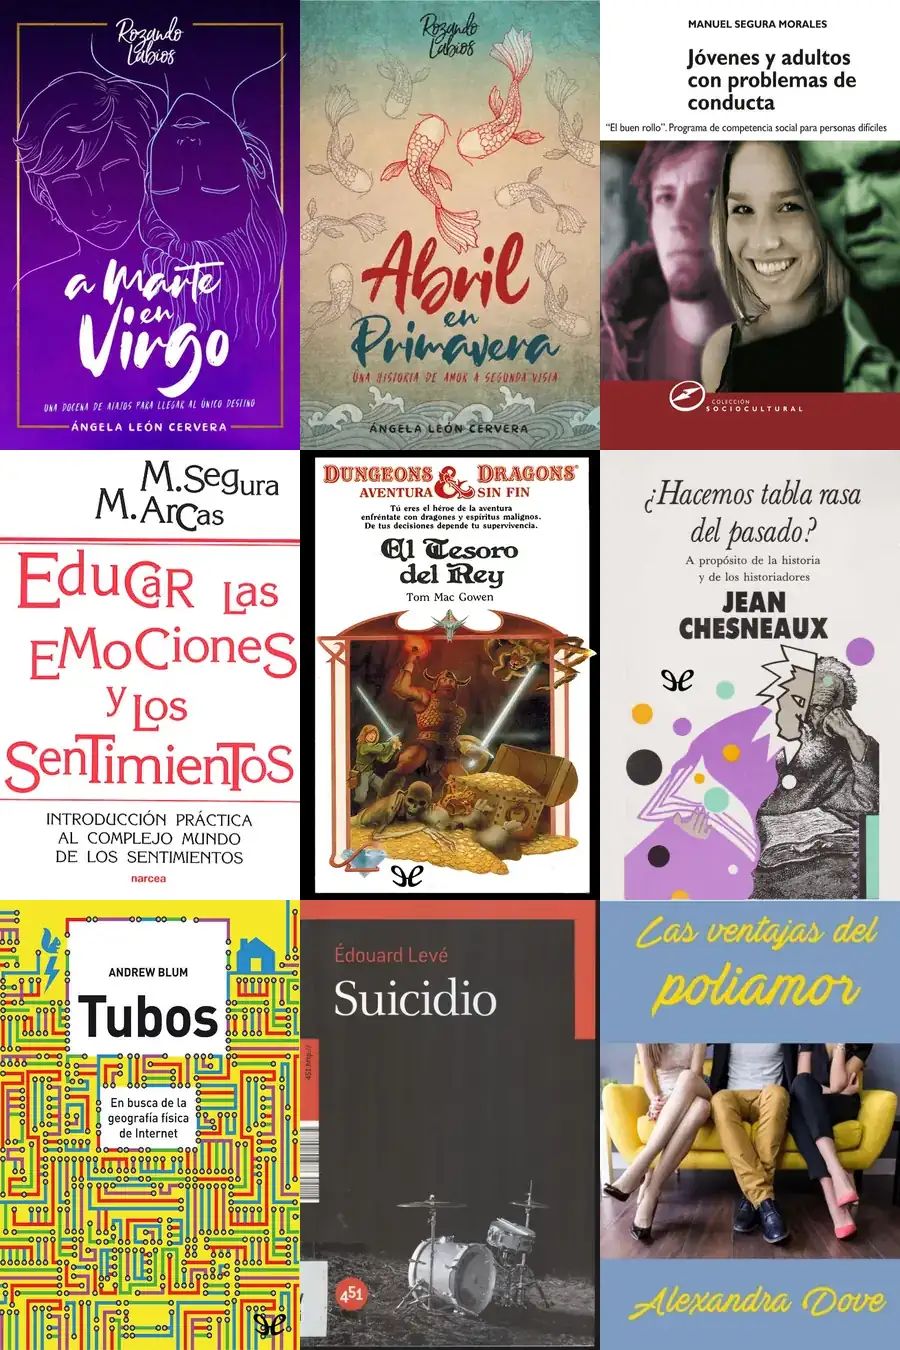 Rozando
Labios
a Marte
en
Virgo
UNA DOCENA DE ATAJOS PARA LLEGAR AL ÚNICO DESTINO
ÁNGELA LEÓN CERVERA
Rozando
Labios
Abril
en
Primavera
UNA HISTORIA DE AMOR A SEGUNDA VISTA
ÁNGELA LEÓN CERVERA
MANUEL SEGURA MORALES
Jóvenes y adultos
con problemas de
conducta
“El buen rollo”. Programa de competencia social para personas difíciles
COLECCIÓN
SOCIOCULTURAL
M. Segura
M. Arcas
Educar las
Emociones
y los
Sentimientos
INTRODUCCIÓN PRÁCTICA
AL COMPLEJO MUNDO
DE LOS SENTIMIENTOS
narcea
DUNGEONS & DRAGONS®
AVENTURA SIN FIN
Tú eres el héroe de la aventura
enfréntate con dragones y espíritus malignos.
De tus decisiones depende tu supervivencia.
El Tesoro
del Rey
Tom Mac Gowen
¿Hacemos tabla rasa
del pasado?
A propósito de la historia
y de los historiadores
JEAN
CHESNEAUX
ANDREW BLUM
Tubos
En busca de la
geografía física
de Internet
Édouard Levé
Suicidio
451.http://
451
Las ventajas del
poliamor
Alexandra Dove